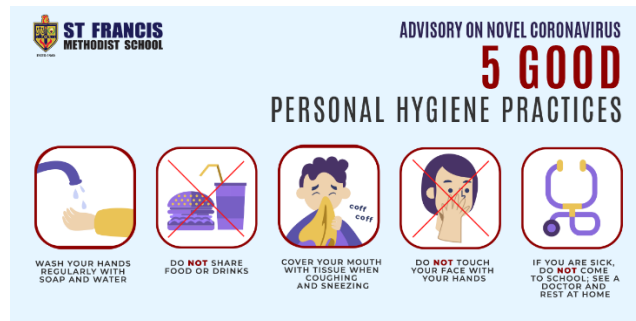 ST FRANCIS
METHODIST SCHOOL
ADVISORY ON NOVEL CORONAVIRUS
5 GOOD
PERSONAL HYGIENE PRACTICES
coff
coff
WASH YOUR HANDS
REGULARLY WITH
SOAP AND WATER
DO NOT SHARE
FOOD OR DRINKS
COVER YOUR MOUTH
WITH TISSUE WHEN
COUGHING
AND SNEEZING
DO NOT TOUCH
YOUR FACE WITH
YOUR HANDS
IF YOU ARE SICK,
DO NOT COME
TO SCHOOL; SEE A
DOCTOR AND
REST AT HOME